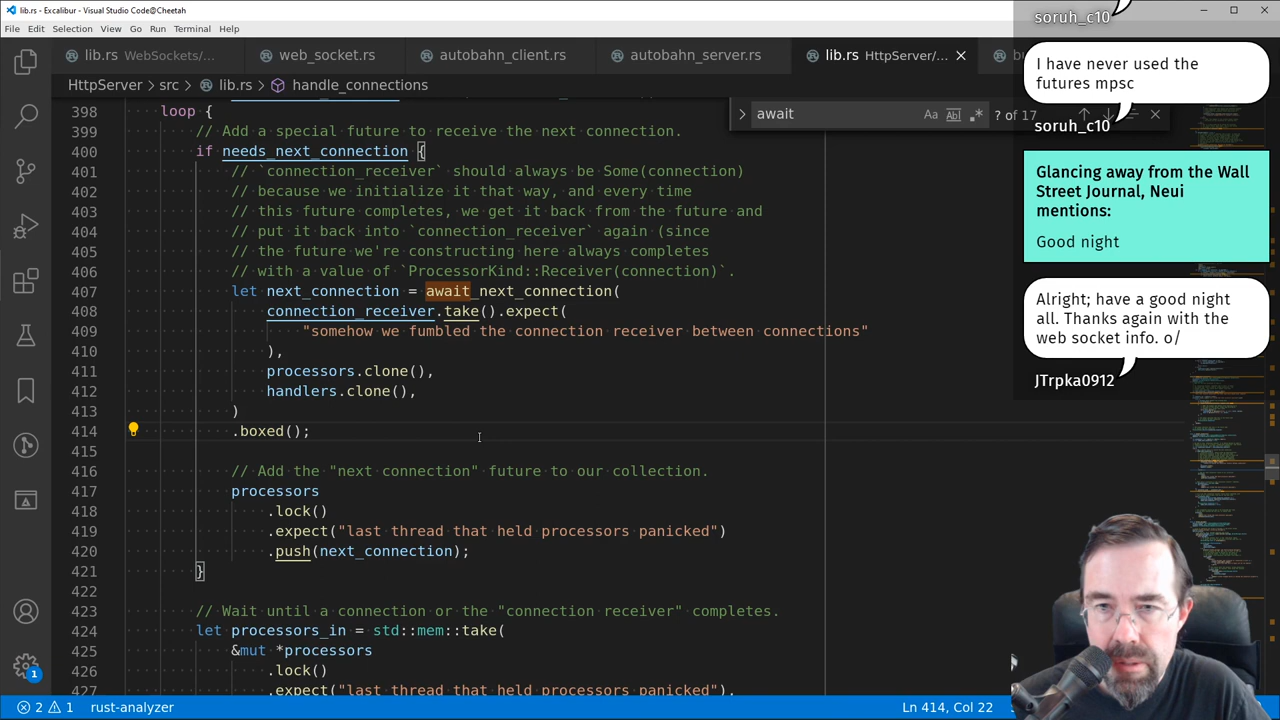 lib.rs - Excalibur - Visual Studio Code@Cheetah
File Edit Selection View Go Run Terminal Help
lib.rs WebSockets/...
web_socket.rs
autobahn_client.rs
autobahn_server.rs
lib.rs HttpServer/...
HttpServer > src > lib.rs > handle_connections
await
Aa Abl .* ? of 17
398 loop {
399 // Add a special future to receive the next connection.
400 if needs_next_connection {
401 // `connection_receiver` should always be Some(connection)
402 // because we initialize it that way, and every time
403 // this future completes, we get it back from the future and
404 // put it back into `connection_receiver` again (since
405 // the future we're constructing here always completes
406 // with a value of `ProcessorKind::Receiver(connection)`.
407 let next_connection = await_next_connection(
408 connection_receiver.take().expect(
409 "somehow we fumbled the connection receiver between connections"
410 ),
411 processors.clone(),
412 handlers.clone(),
413 )
414 .boxed();
415
416 // Add the "next connection" future to our collection.
417 processors
418 .lock()
419 .expect("last thread that held processors panicked")
420 .push(next_connection);
421 }
422
423 // Wait until a connection or the "connection receiver" completes.
424 let processors_in = std::mem::take(
425 &mut *processors
426 .lock()
427 .expect("last thread that held processors panicked"),
soruh_c10
I have never used the
futures mpsc
soruh_c10
Glancing away from the Wall
Street Journal, Neui
mentions:
Good night
Alright; have a good night
all. Thanks again with the
web socket info. o/
JTrpka0912
1
2 1 rust-analyzer
Ln 414, Col 22